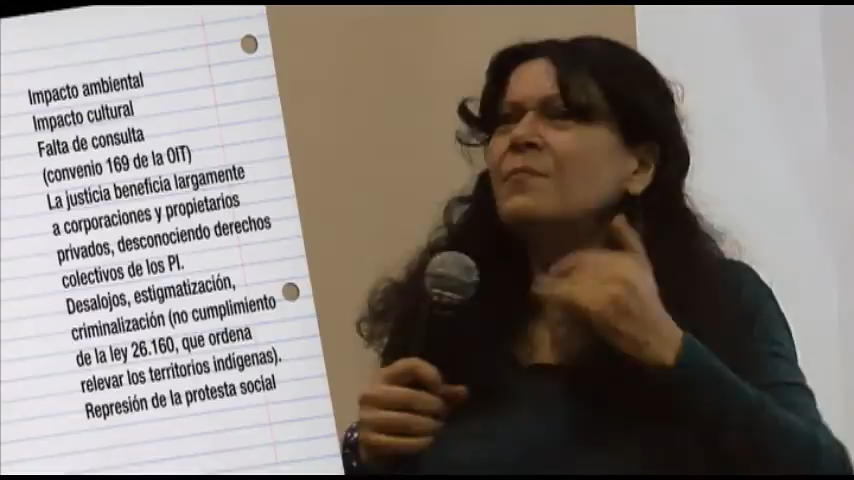 Impacto ambiental
Impacto cultural
Falta de consulta
(convenio 169 de la OIT)
La justicia beneficia largamente
a corporaciones y propietarios
privados, desconociendo derechos
colectivos de los PI.
Desalojos, estigmatización,
criminalización (no cumplimiento
de la ley 26.160, que ordena
relevar los territorios indígenas).
Represión de la protesta social